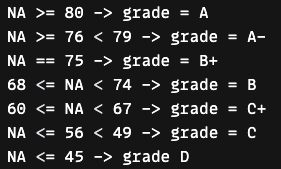 NA >= 80 -> grade = A
NA >= 76 < 79 -> grade = A-
NA == 75 -> grade = B+
68 <= NA < 74 -> grade = B
60 <= NA < 67 -> grade = C+
NA <= 56 < 49 -> grade = C
NA <= 45 -> grade D